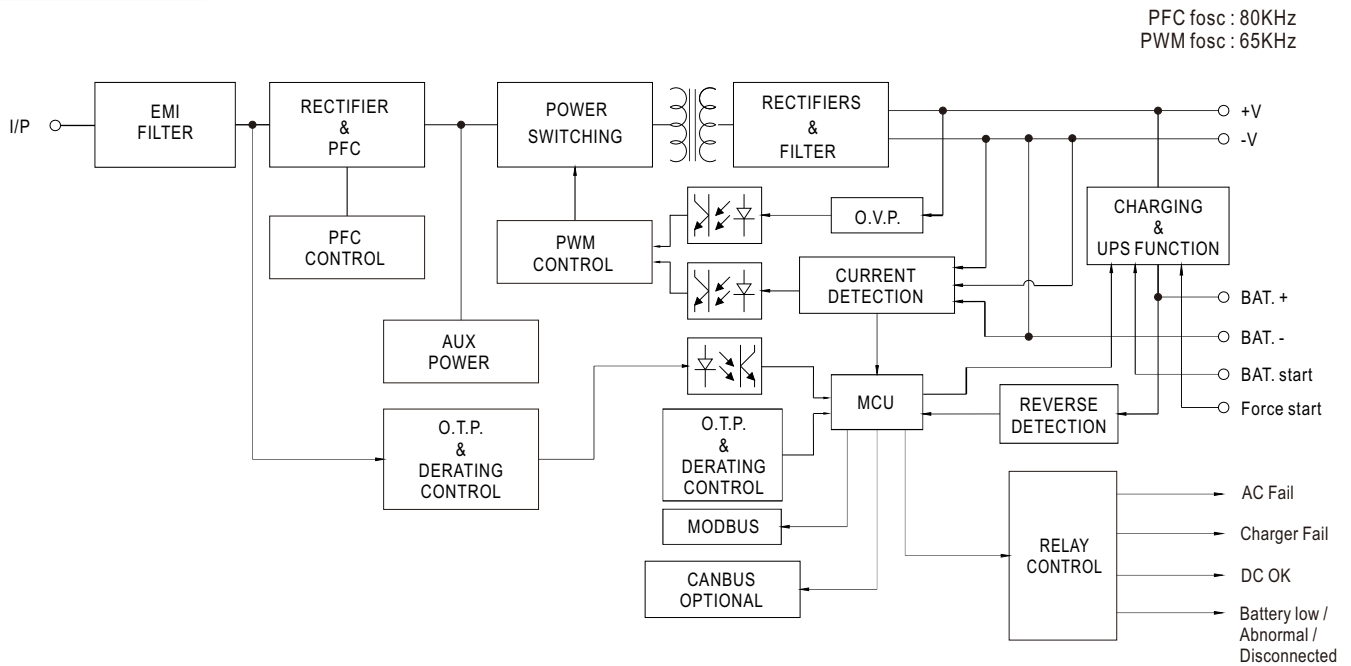 PFC fosc : 80KHz
PWM fosc : 65KHz
I/P
EMI
FILTER
RECTIFIER
&
PFC
POWER
SWITCHING
RECTIFIERS
&
FILTER
+V
-V
PFC
CONTROL
PWM
CONTROL
O.V.P.
CHARGING
&
UPS FUNCTION
CURRENT
DETECTION
BAT. +
BAT. -
BAT. start
Force start
AUX
POWER
MCU
REVERSE
DETECTION
O.T.P.
&
DERATING
CONTROL
O.T.P.
&
DERATING
CONTROL
MODBUS
CANBUS
OPTIONAL
RELAY
CONTROL
AC Fail
Charger Fail
DC OK
Battery low /
Abnormal /
Disconnected